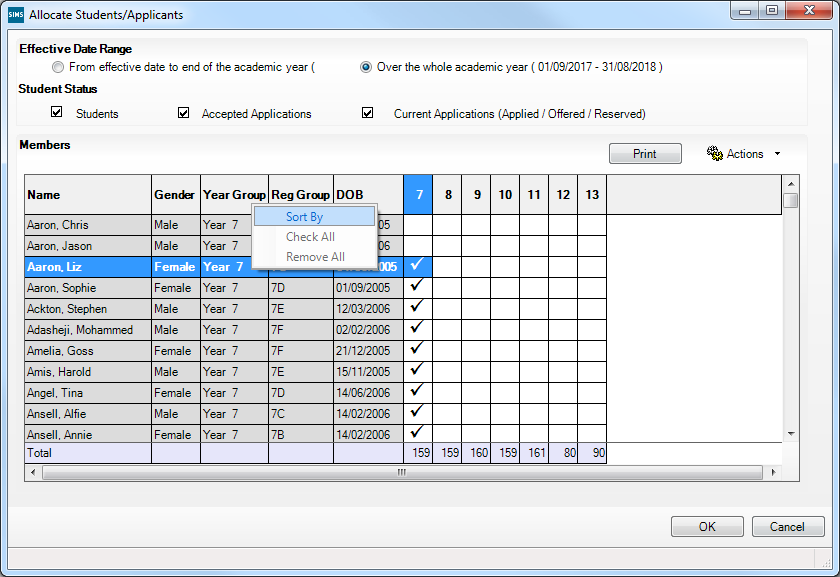 SIMS Allocate Students/Applicants
Effective Date Range
From effective date to end of the academic year ( Over the whole academic year ( 01/09/2017 - 31/08/2018 )
Student Status
Students Accepted Applications Current Applications (Applied / Offered / Reserved)
Members
Print Actions
Name Gender Year Group Reg Group DOB 7 8 9 10 11 12 13
Aaron, Chris Male Year 7 05
Aaron, Jason Male Year 7 06
Aaron, Liz Female Year 7 2005
Sort By
Check All
Remove All
Aaron, Sophie Female Year 7 7D 01/09/2005
Ackton, Stephen Male Year 7 7E 12/03/2006
Adasheji, Mohammed Male Year 7 7F 02/02/2006
Amelia, Goss Female Year 7 7F 21/12/2005
Amis, Harold Male Year 7 7E 15/11/2005
Angel, Tina Female Year 7 7D 14/06/2006
Ansell, Alfie Male Year 7 7C 14/02/2006
Ansell, Annie Female Year 7 7B 14/02/2006
Total 159 159 160 159 161 80 90
OK Cancel